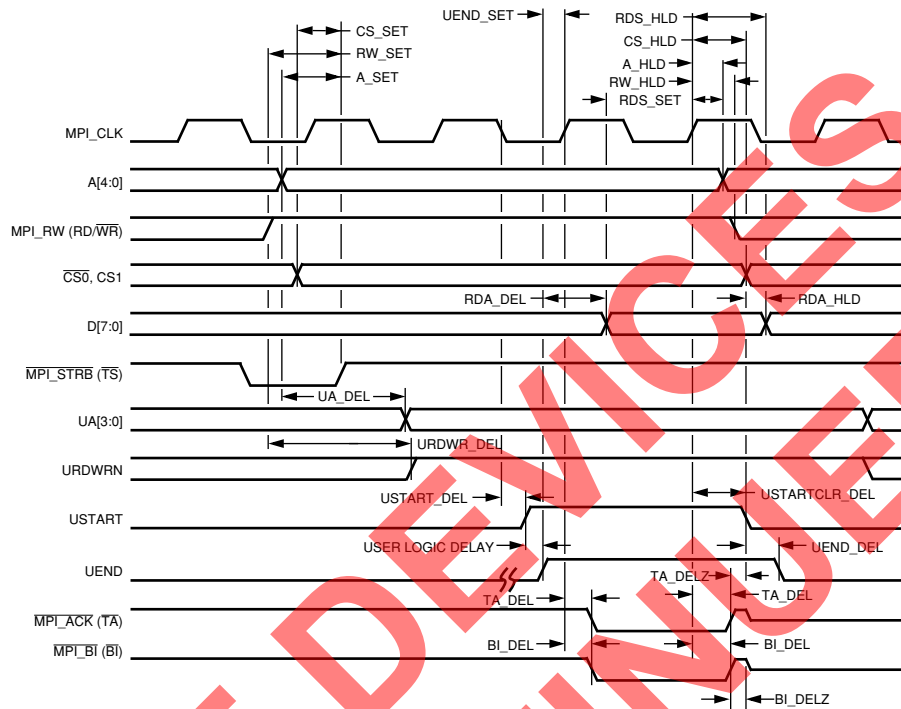 UEND_SET
RDS_HLD
CS_SET
CS_HLD
RW_SET
A_HLD
A_SET
RW_HLD
RDS_SET
MPI_CLK
A[4:0]
MPI_RW (RD/WR)
CS0, CS1
RDA_DEL
RDA_HLD
D[7:0]
MPI_STRB (TS)
UA_DEL
UA[3:0]
URDWR_DEL
URDWRN
USTART_DEL
USTARTCLR_DEL
USTART
USER LOGIC DELAY
UEND_DEL
UEND
TA_DELZ
TA_DEL
TA_DEL
MPI_ACK (TA)
BI_DEL
BI_DEL
MPI_BI (BI)
BI_DELZ
DEVICES